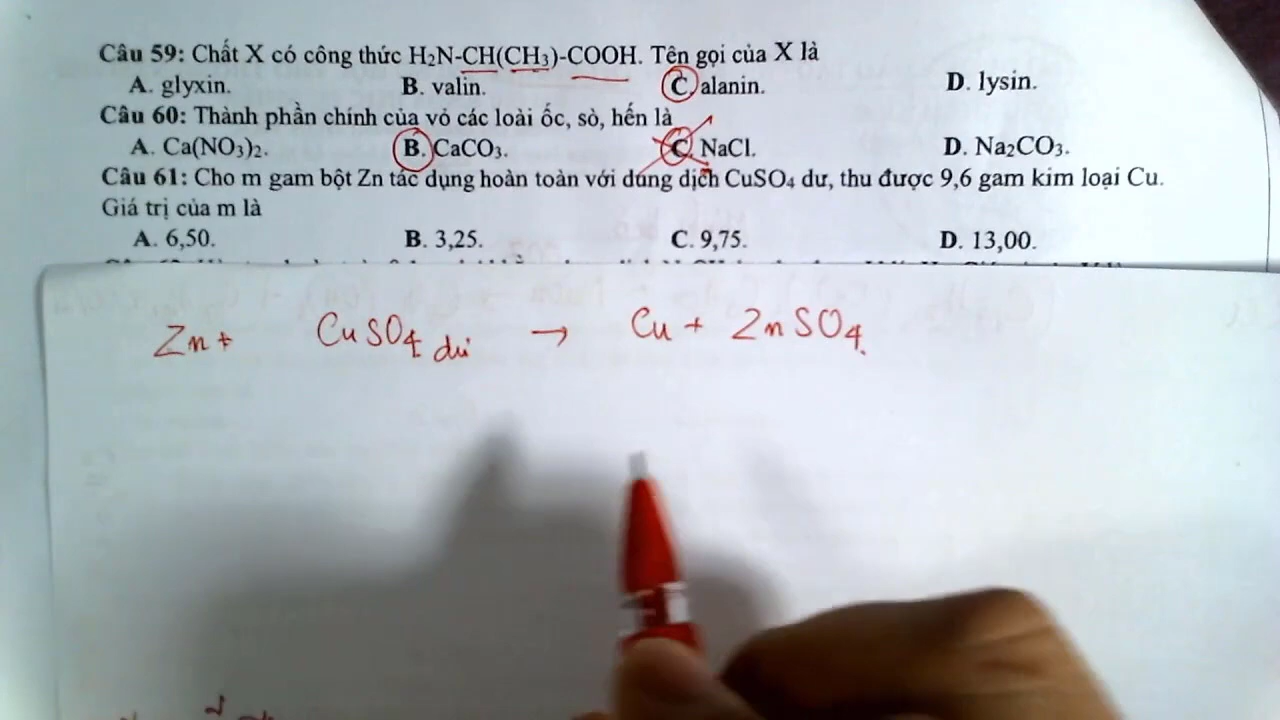 Câu 59: Chất X có công thức H₂N-CH(CH₃)-COOH. Tên gọi của X là
A. glyxin. B. valin. C. alanin. D. lysin.
Câu 60: Thành phần chính của vỏ các loài ốc, sò, hến là
A. Ca(NO₃)₂. B. CaCO₃. C. NaCl. D. Na₂CO₃.
Câu 61: Cho m gam bột Zn tác dụng hoàn toàn với dung dịch CuSO₄ dư, thu được 9,6 gam kim loại Cu.
Giá trị của m là
A. 6,50. B. 3,25. C. 9,75. D. 13,00.
Zn + CuSO₄ dư → Cu + ZnSO₄.